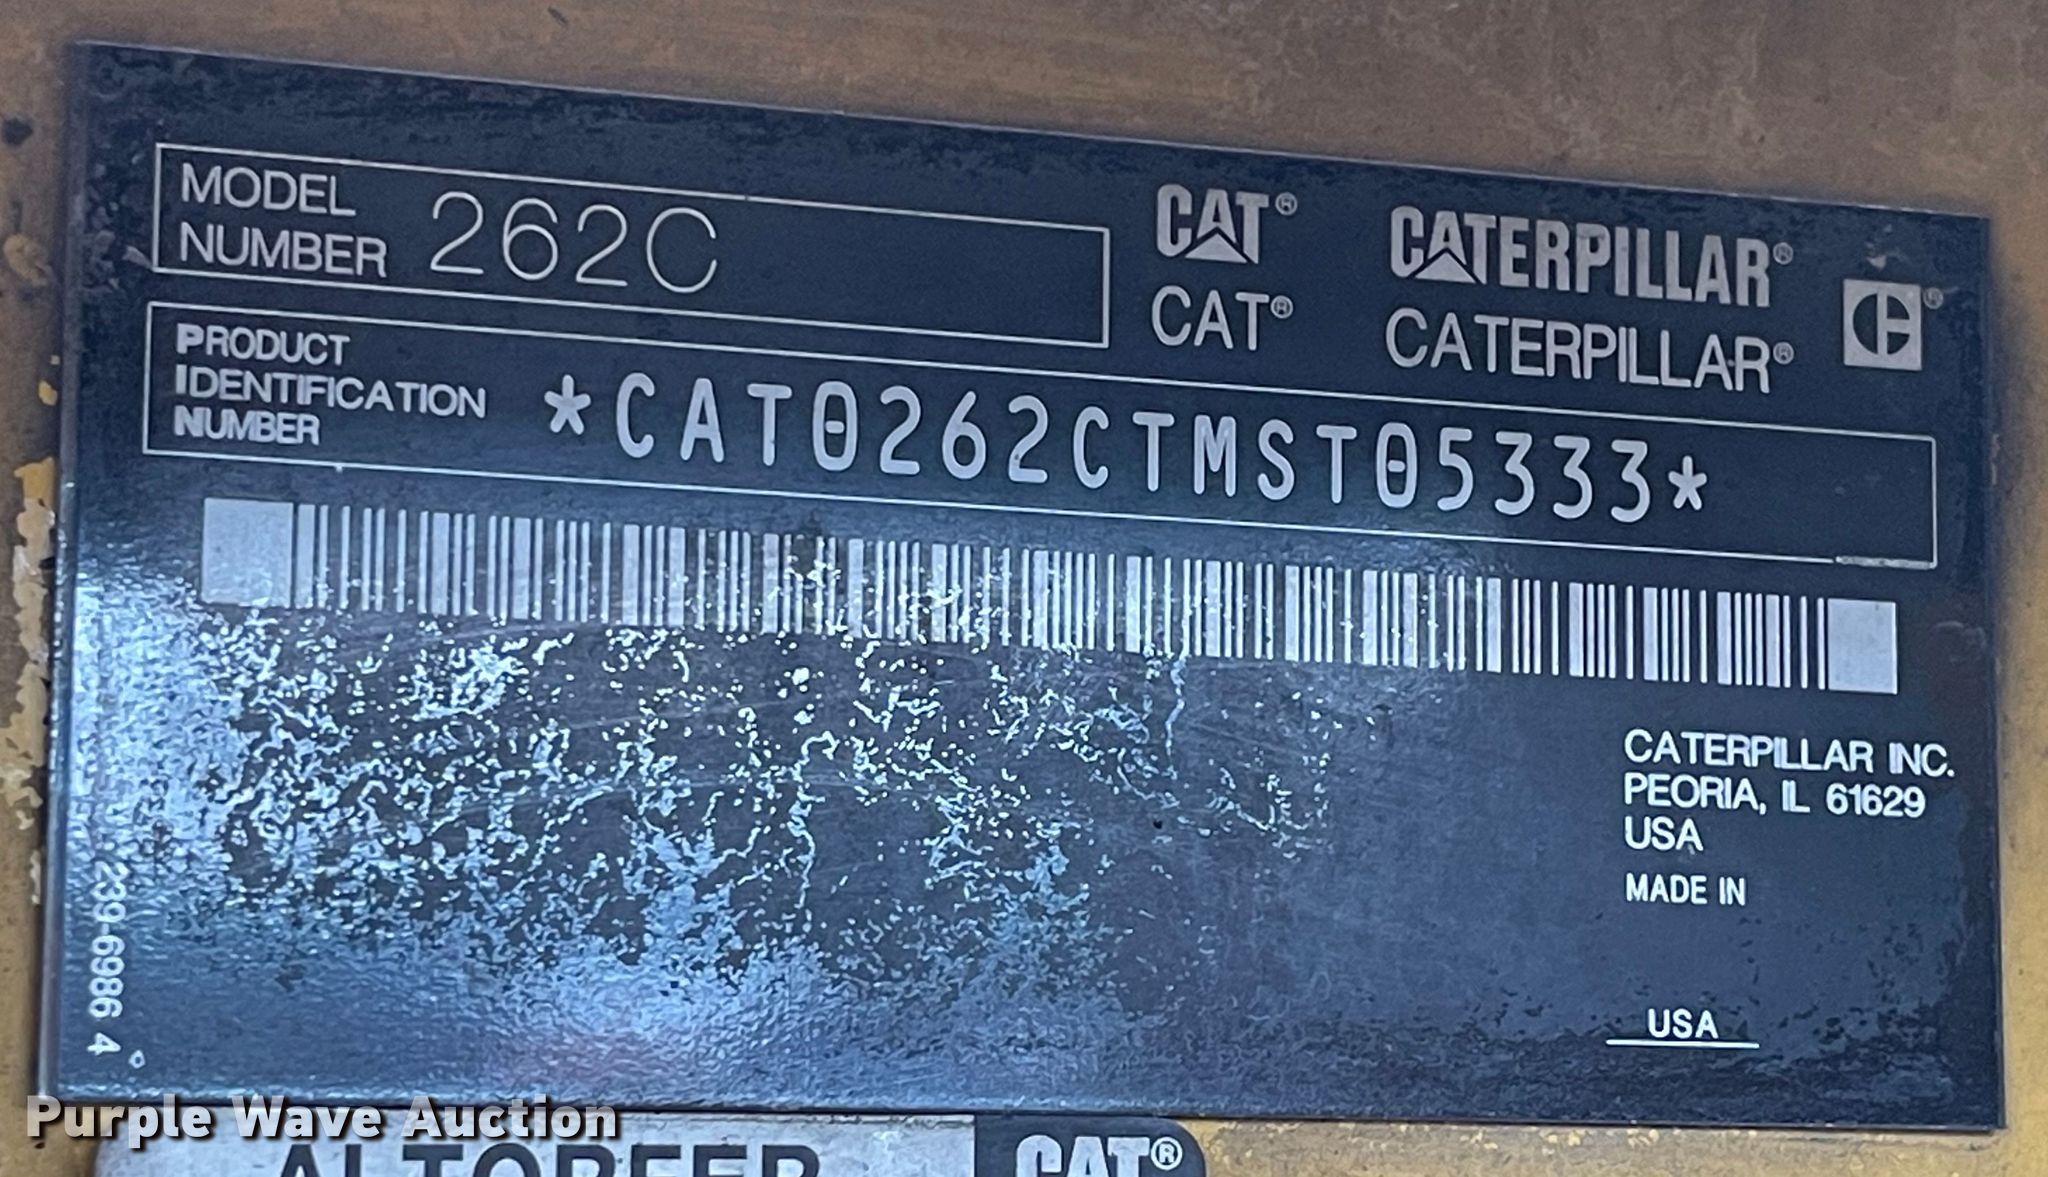 MODEL
NUMBER 262C
CAT® CATERPILLAR®
CAT® CATERPILLAR®
PRODUCT
IDENTIFICATION
NUMBER
*CAT0262CTMST05333*
CATERPILLAR INC.
PEORIA, IL 61629
USA
MADE IN
USA
239-6986 4
Purple Wave Auction
CAT®